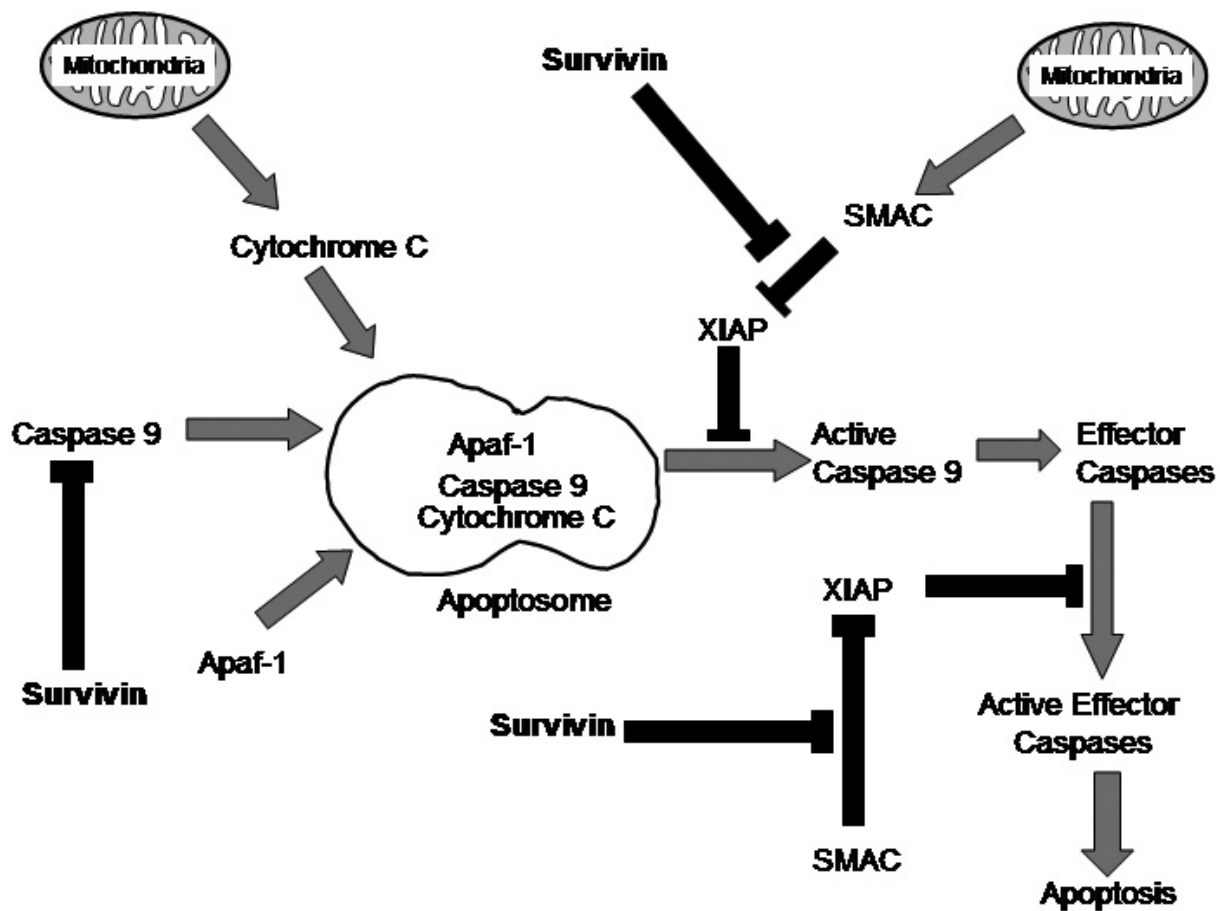 Mitochondria
Survivin
Mitochondria
SMAC
Cytochrome C
XIAP
Caspase 9
Apaf-1
Caspase 9
Cytochrome C
Active
Caspase 9
Effector
Caspases
Apoptosome
XIAP
Apaf-1
Survivin
Survivin
Active Effector
Caspases
SMAC
Apoptosis